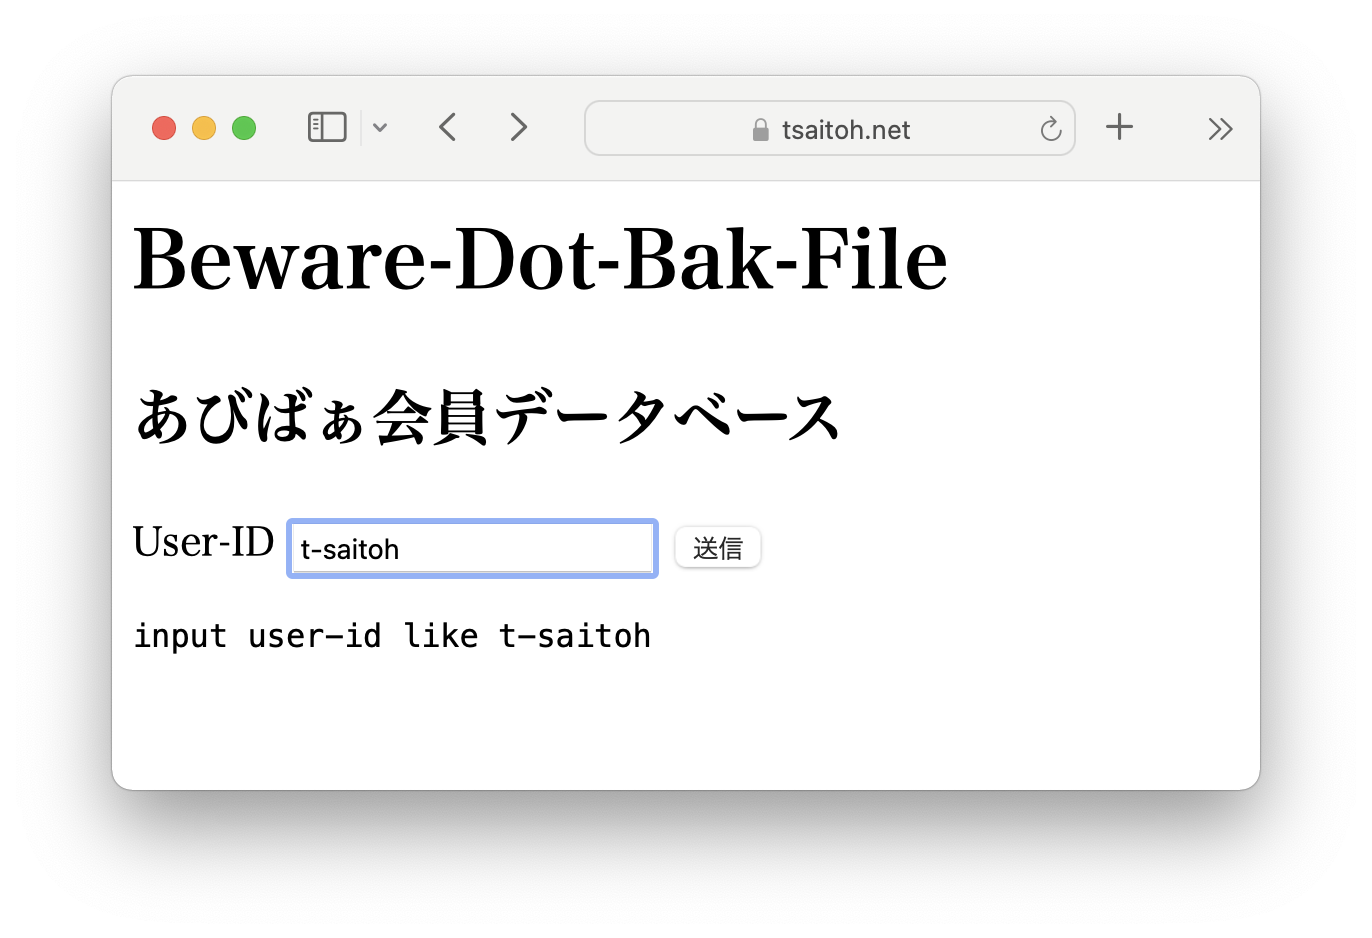 tsaitoh.net
Beware-Dot-Bak-File
あびばぁ会員データベース
User-ID t-saitoh 送信
input user-id like t-saitoh